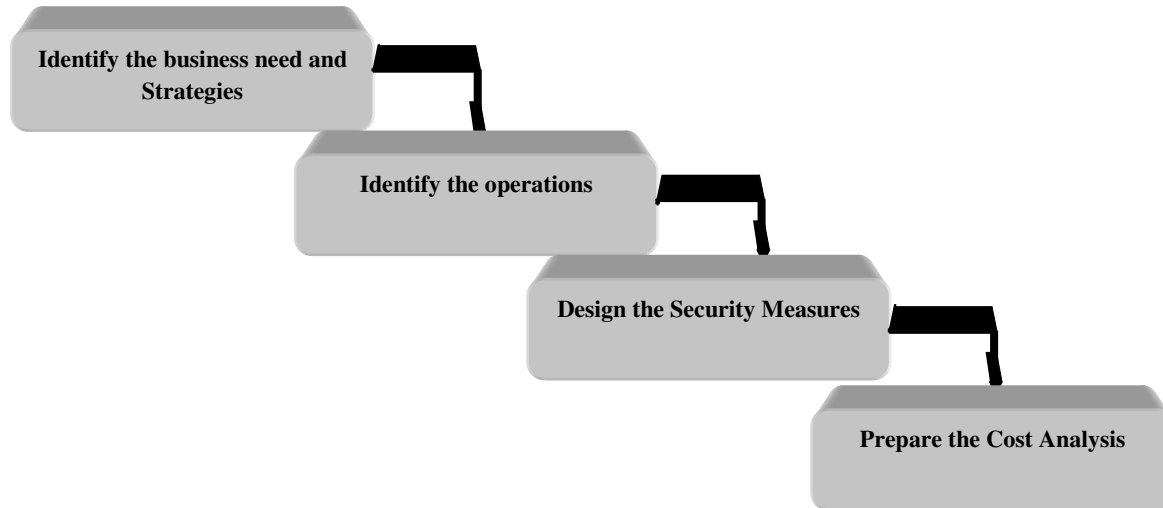 Identify the business need and
Strategies
Identify the operations
Design the Security Measures
Prepare the Cost Analysis